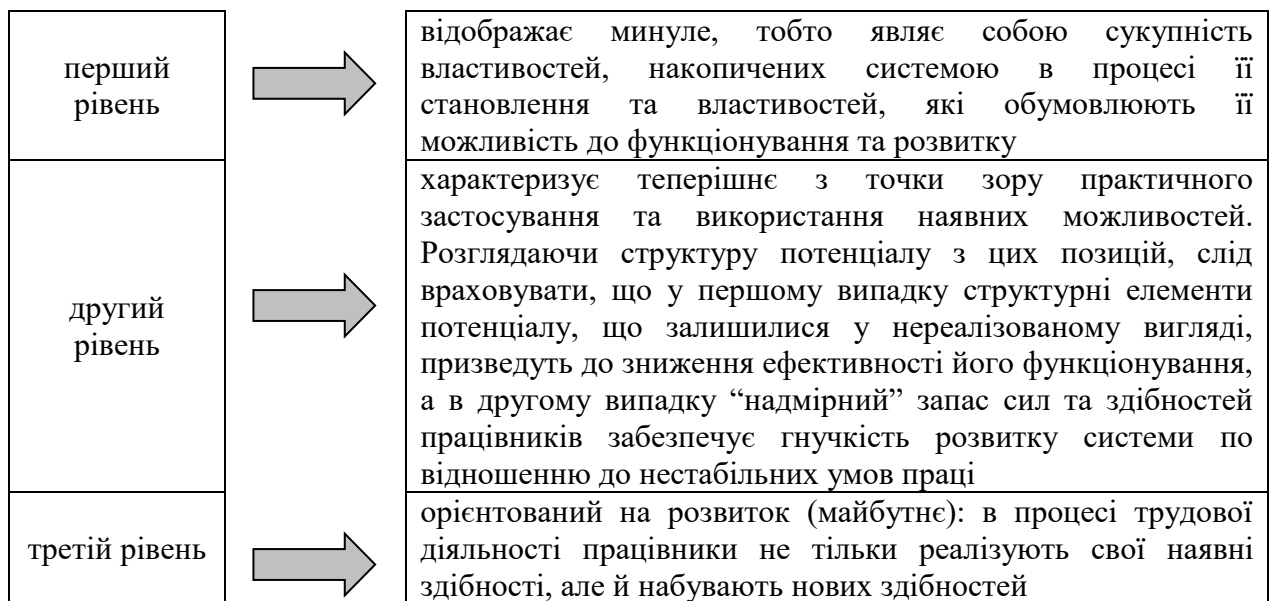 перший
рівень
відображає минуле, тобто являє собою сукупність
властивостей, накопичених системою в процесі її
становлення та властивостей, які обумовлюють її
можливість до функціонування та розвитку
другий
рівень
характеризує теперішнє з точки зору практичного
застосування та використання наявних можливостей.
Розглядаючи структуру потенціалу з цих позицій, слід
враховувати, що у першому випадку структурні елементи
потенціалу, що залишилися у нереалізованому вигляді,
призведуть до зниження ефективності його функціонування,
а в другому випадку “надмірний” запас сил та здібностей
працівників забезпечує гнучкість розвитку системи по
відношенню до нестабільних умов праці
третій рівень
орієнтований на розвиток (майбутнє): в процесі трудової
діяльності працівники не тільки реалізують свої наявні
здібності, але й набувають нових здібностей